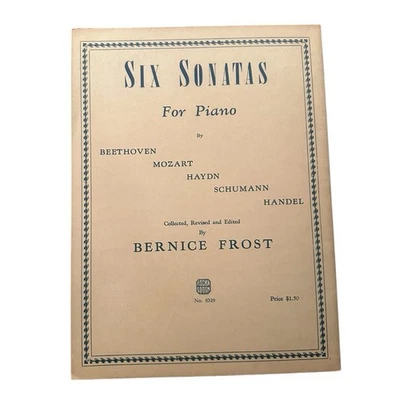 SIX SONATAS
For Piano
By
BEETHOVEN
MOZART
HAYDN
SCHUMANN
HANDEL
Collected, Revised and Edited
By
BERNICE FROST
Price $1.50